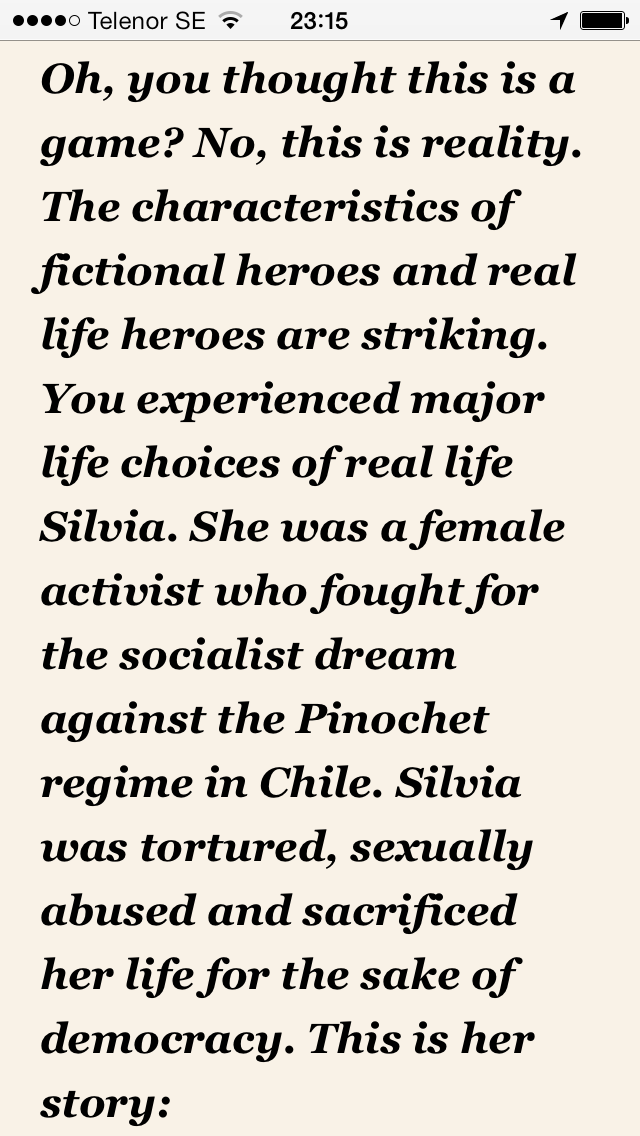 Telenor SE 23:15
Oh, you thought this is a
game? No, this is reality.
The characteristics of
fictional heroes and real
life heroes are striking.
You experienced major
life choices of real life
Silvia. She was a female
activist who fought for
the socialist dream
against the Pinochet
regime in Chile. Silvia
was tortured, sexually
abused and sacrificed
her life for the sake of
democracy. This is her
story: